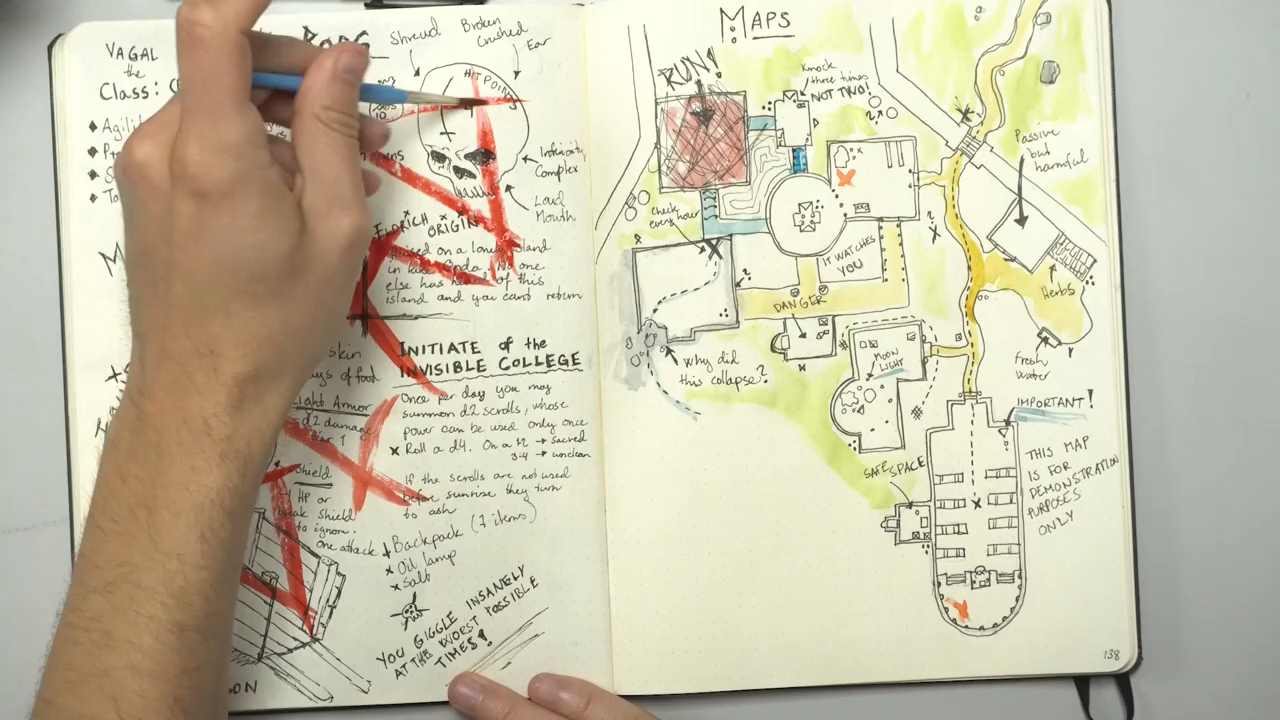 VAGAL
the
Class:
Shroud
Broken
Crushed
Ear
HIT POINTS
4
Inferiority
Complex
Loud
Mouth
ELDRICH ORIGIN
Raised on a lonely island
in lake Onda. No one
else has heard of this
island and you can't return
INITIATE of the
INVISIBLE COLLEGE
Once per day you may
summon d2 scrolls, whose
power can be used only once
Roll a d4. On a 1-2 → sacred
3-4 → unclean
If the scrolls are not used
before sunrise they turn
to ash
skin
days of food
Light Armor
d2 damage
tier 1
Shield
-1 HP or
break shield
to ignore
one attack
Backpack (7 items)
Oil lamp
Salt
YOU GIGGLE INSANELY
AT THE WORST POSSIBLE
TIMES!
MAPS
RUN!
Knock
three times
NOT TWO!
Passive
but
harmful
check
every hour
IT WATCHES
YOU
DANGER
Herbs
Fresh
Water
why did
this collapse?
MOON
LIGHT
IMPORTANT!
SAFE SPACE
THIS MAP
IS FOR
DEMONSTRATION
PURPOSES
ONLY
138